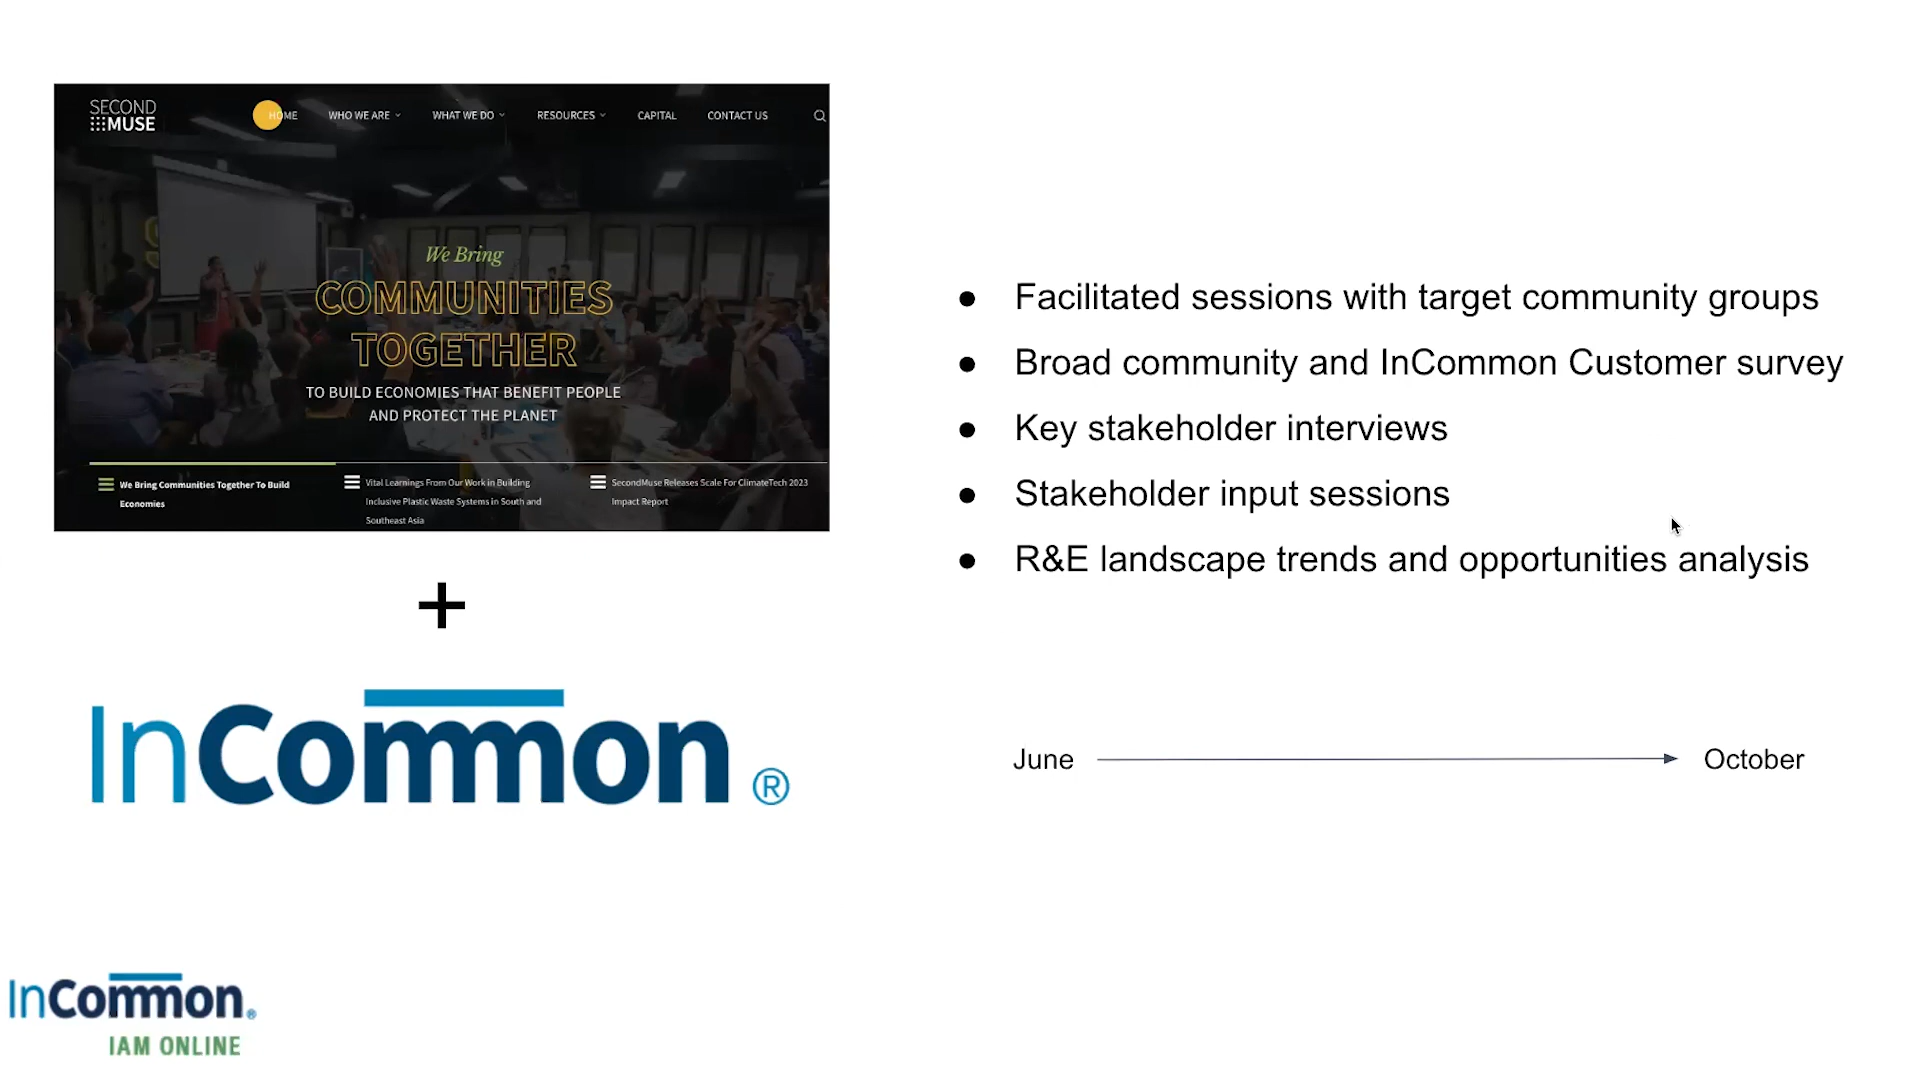 SECOND
MUSE
HOME WHO WE ARE WHAT WE DO RESOURCES CAPITAL CONTACT US
We Bring
COMMUNITIES
TOGETHER
TO BUILD ECONOMIES THAT BENEFIT PEOPLE
AND PROTECT THE PLANET
We Bring Communities Together To Build
Economies
Vital Learnings From Our Work in Building
Inclusive Plastic Waste Systems in South and
Southeast Asia
SecondMuse Releases Scale For ClimateTech 2023
Impact Report
+
InCommon ®
● Facilitated sessions with target community groups
● Broad community and InCommon Customer survey
● Key stakeholder interviews
● Stakeholder input sessions
● R&E landscape trends and opportunities analysis
June October
InCommon®
IAM ONLINE